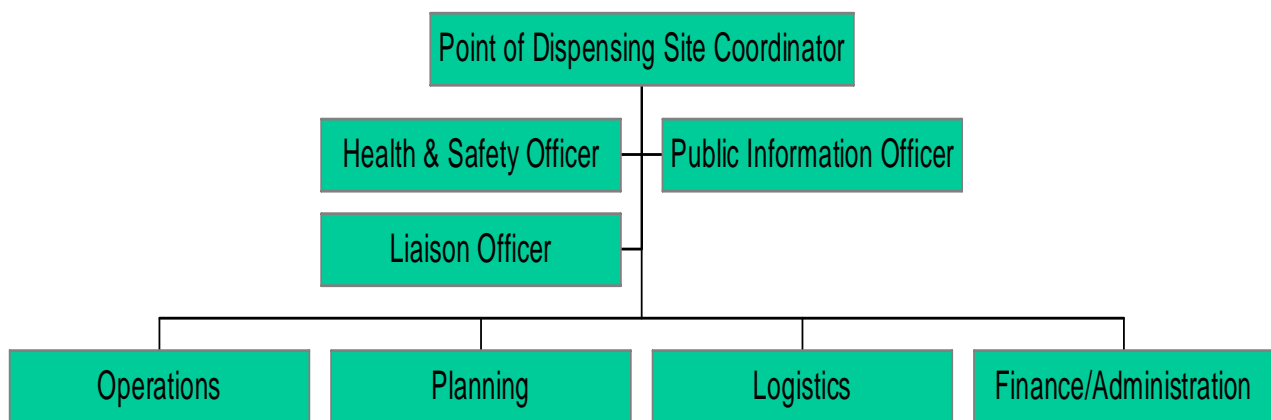 Point of Dispensing Site Coordinator
Health & Safety Officer
Public Information Officer
Liaison Officer
Operations
Planning
Logistics
Finance/Administration